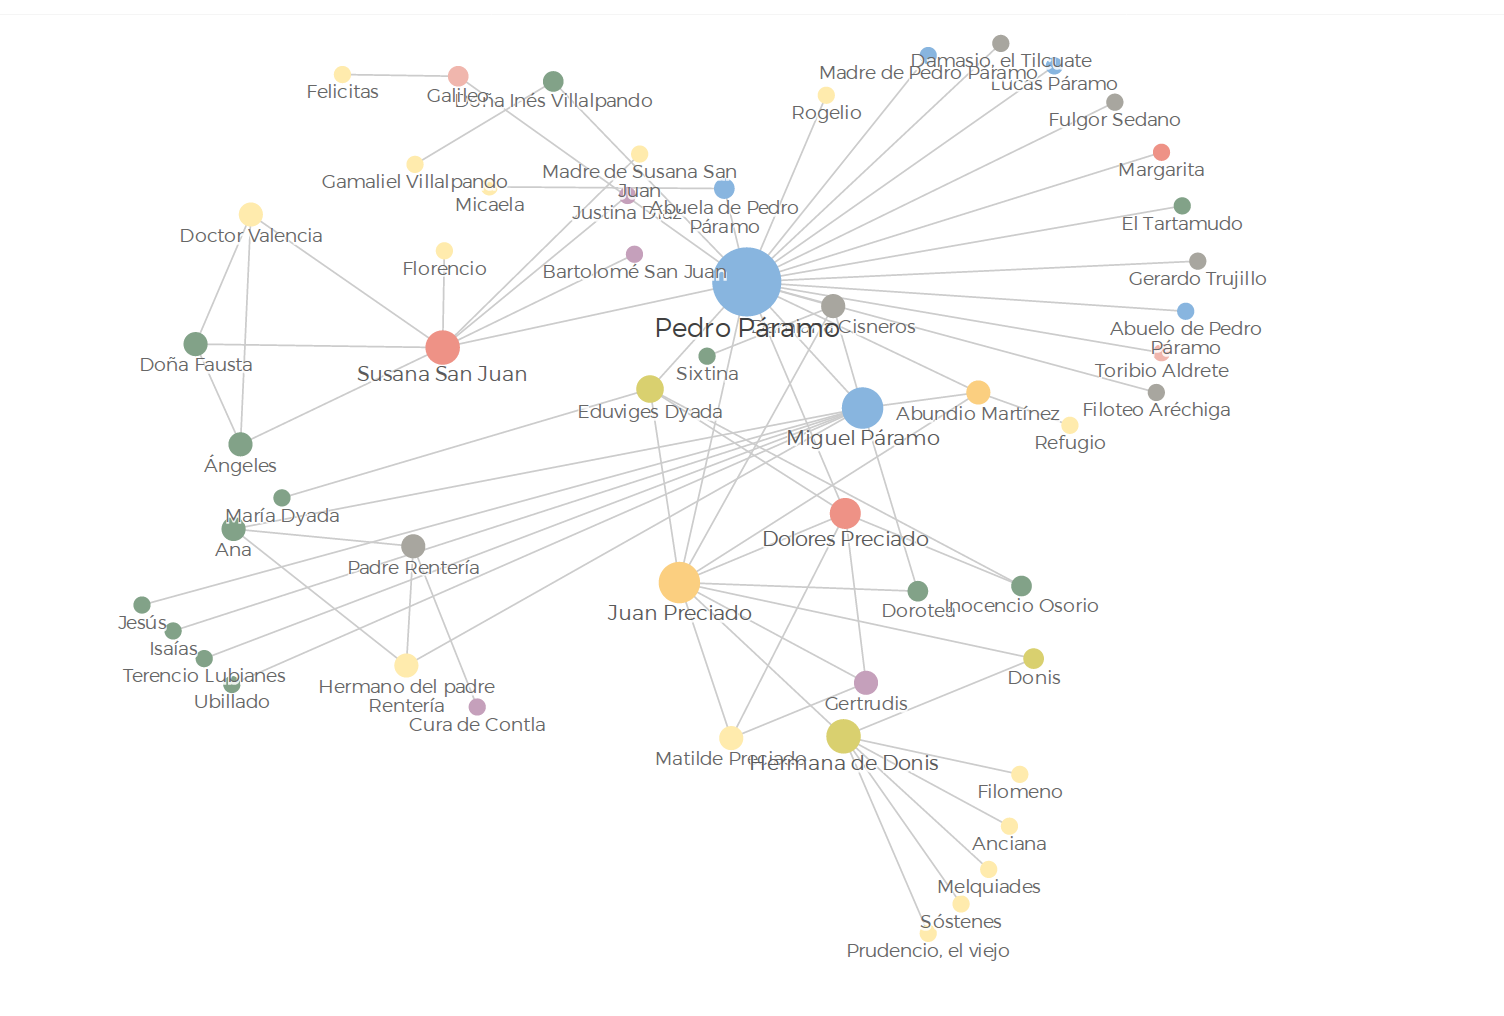 Damasio, el Tilcuate
Madre de Pedro Páramo
Lucas Páramo
Felicitas
Galileo
Doña Inés Villalpando
Rogelio
Fulgor Sedano
Madre de Susana San
Juan
Margarita
Gamaliel Villalpando
Micaela
Justina Díaz
Abuela de Pedro
Páramo
El Tartamudo
Doctor Valencia
Florencio
Bartolomé San Juan
Gerardo Trujillo
Pedro Páramo
Cisneros
Abuelo de Pedro
Páramo
Doña Fausta
Susana San Juan
Sixtina
Toribio Aldrete
Eduviges Dyada
Abundio Martínez
Filoteo Aréchiga
Miguel Páramo
Refugio
Ángeles
María Dyada
Ana
Dolores Preciado
Padre Rentería
Juan Preciado
Dorotea
Inocencio Osorio
Jesús
Isaías
Terencio Lubianes
Ubillado
Hermano del padre
Rentería
Cura de Contla
Donis
Gertrudis
Matilde Preciado
Hermana de Donis
Filomeno
Anciana
Melquiades
Sóstenes
Prudencio, el viejo